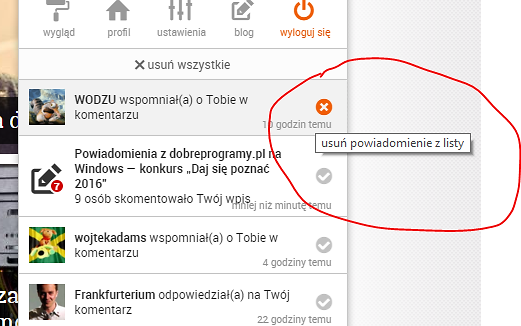 wygląd profil ustawienia blog wyloguj się
usuń wszystkie
WODZU wspomniał(a) o Tobie w
komentarzu
10 godzin temu
usuń powiadomienie z listy
Powiadomienia z dobreprogramy.pl na
Windows — konkurs „Daj się poznać
2016”
7
9 osób skomentowało Twój wpis
mniej niż minutę temu
wojtekadams wspomniał(a) o Tobie w
komentarzu
4 godziny temu
Frankfurterium odpowiedział(a) na Twój
komentarz
22 godziny temu